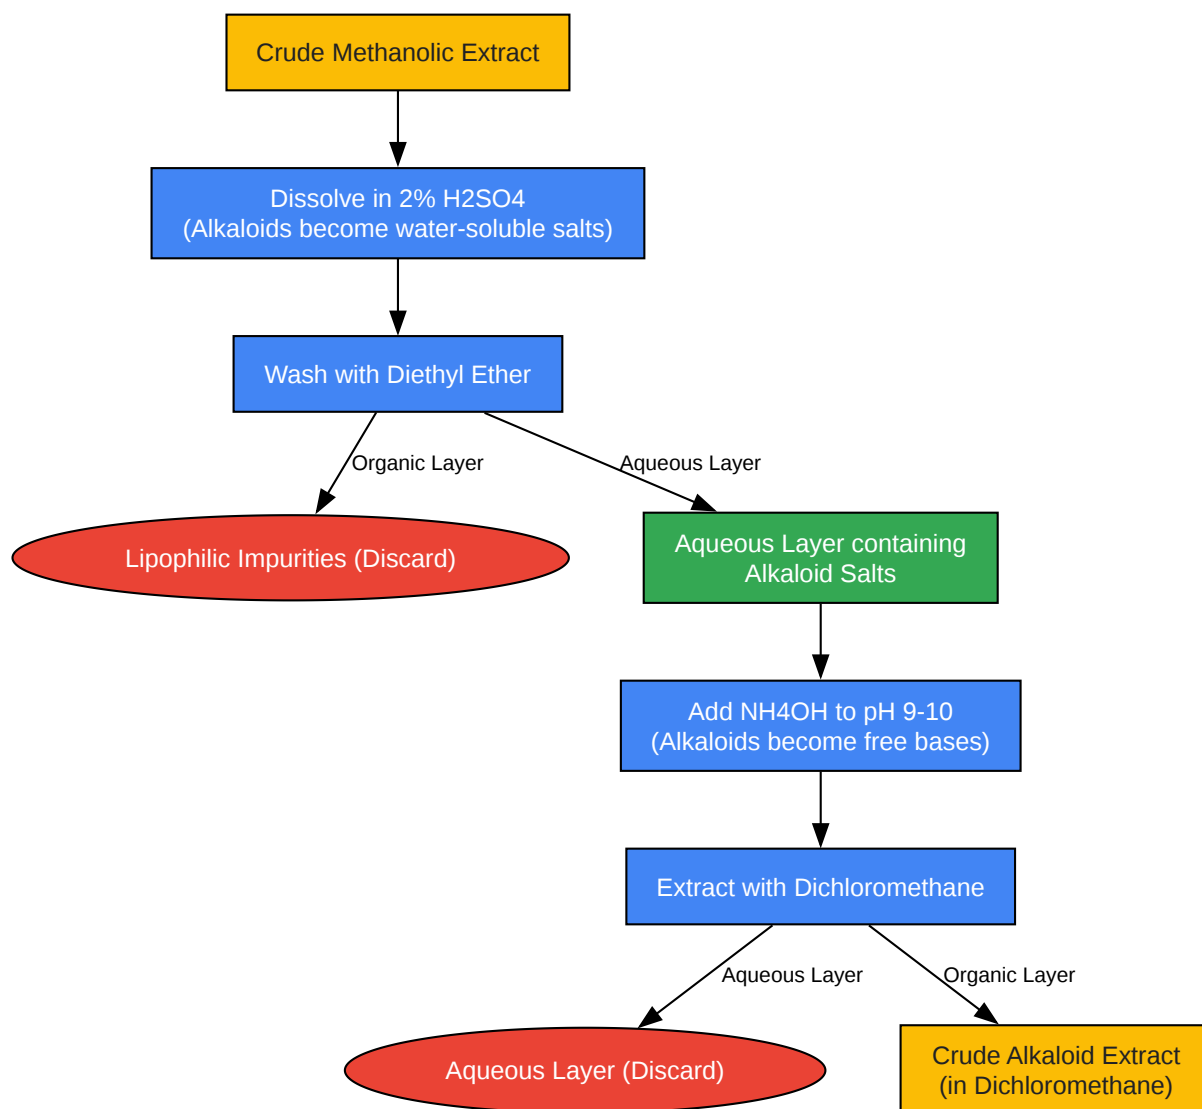 Crude Methanolic Extract
Dissolve in 2% H2SO4
(Alkaloids become water-soluble salts)
Wash with Diethyl Ether
Organic Layer
Aqueous Layer
Lipophilic Impurities (Discard)
Aqueous Layer containing
Alkaloid Salts
Add NH4OH to pH 9-10
(Alkaloids become free bases)
Extract with Dichloromethane
Aqueous Layer
Organic Layer
Aqueous Layer (Discard)
Crude Alkaloid Extract
(in Dichloromethane)